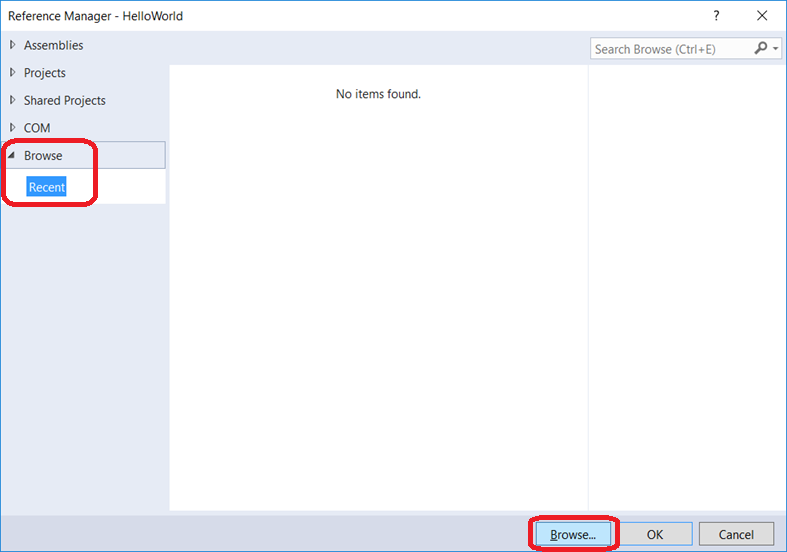 Reference Manager - HelloWorld
?
Assemblies
Search Browse (Ctrl+E)
Projects
No items found.
Shared Projects
COM
Browse
Recent
Browse... OK Cancel